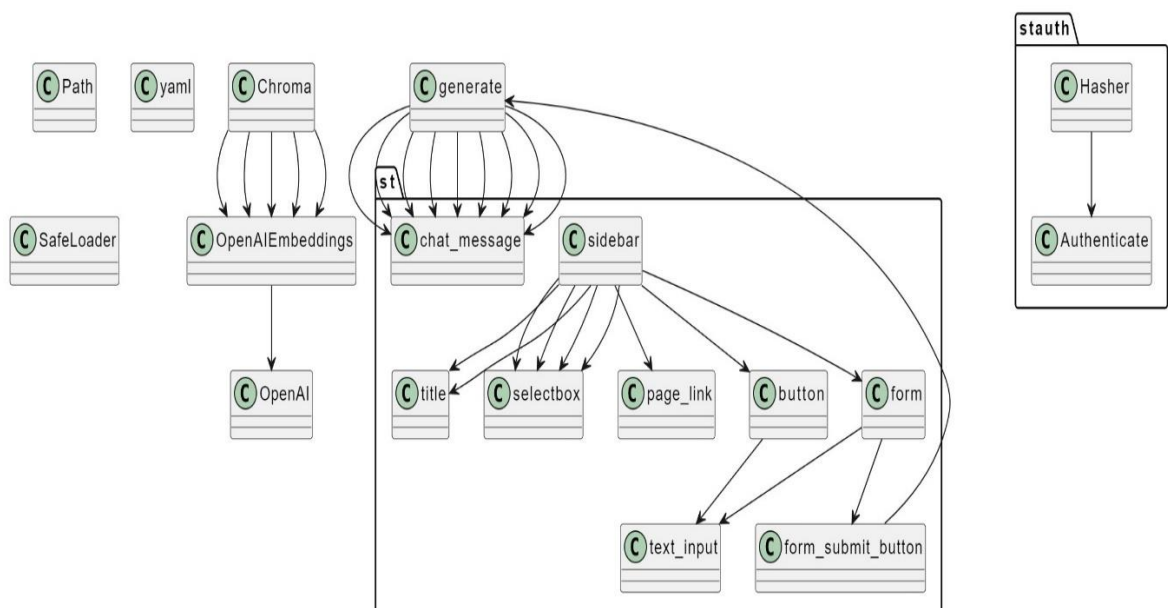 stauth
Path
yaml
Chroma
generate
Hasher
st
SafeLoader
OpenAIEmbeddings
chat_message
sidebar
Authenticate
OpenAI
title
selectbox
page_link
button
form
text_input
form_submit_button